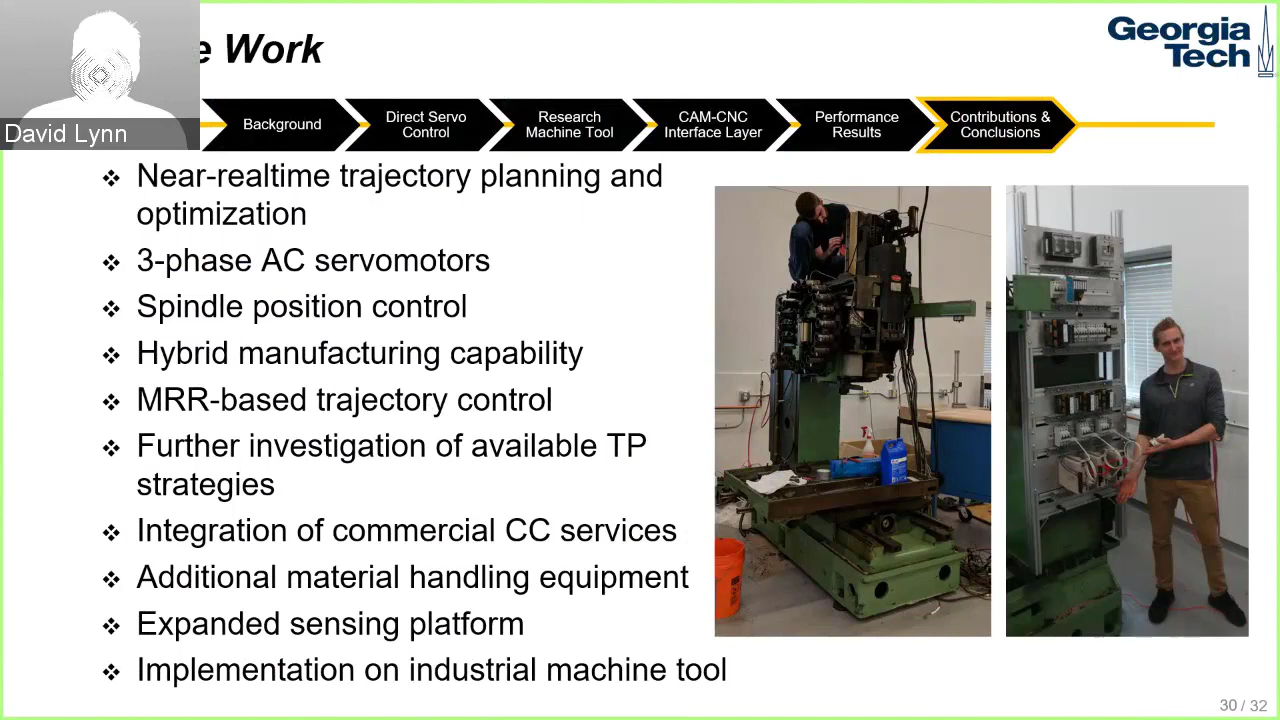 e Work
Georgia
Tech
David Lynn
Background
Direct Servo
Control
Research
Machine Tool
CAM-CNC
Interface Layer
Performance
Results
Contributions &
Conclusions
❖ Near-realtime trajectory planning and
optimization
❖ 3-phase AC servomotors
❖ Spindle position control
❖ Hybrid manufacturing capability
❖ MRR-based trajectory control
❖ Further investigation of available TP
strategies
❖ Integration of commercial CC services
❖ Additional material handling equipment
❖ Expanded sensing platform
❖ Implementation on industrial machine tool
30 / 32